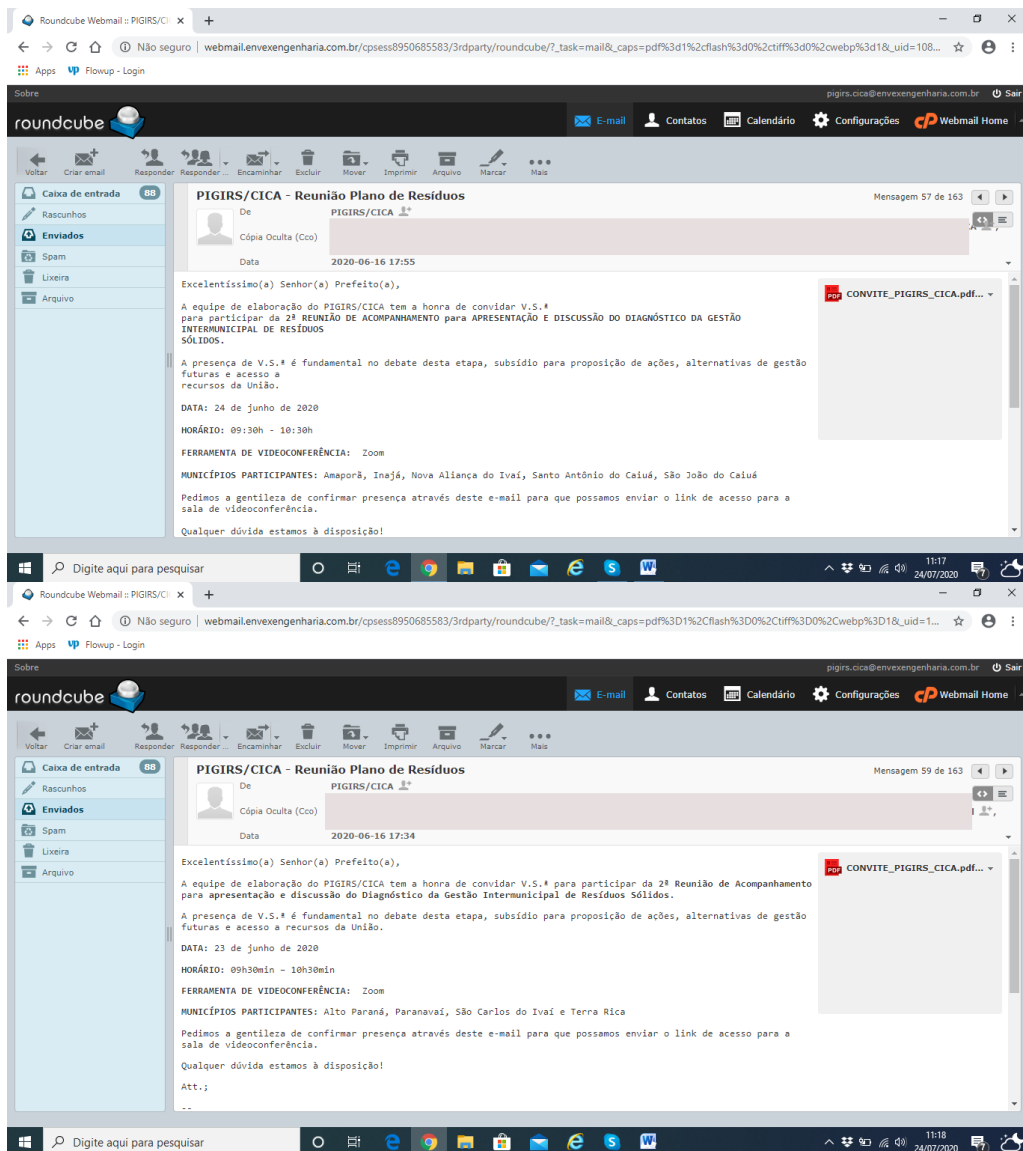 Roundcube Webmail :: PIGIRS/CI
Não seguro | webmail.envexengenharia.com.br/cpsess8950685583/3rdparty/roundcube/?_task=mail&_caps=pdf%3d1%2cflash%3d0%2ctiff%3d0%2cwebp%3d1&_uid=108...
Apps Flowup - Login
Sobre pigirs.cica@envexengenharia.com.br Sair
roundcube E-mail Contatos Calendário Configurações cP Webmail Home
Voltar Criar email Responder Responder ... Encaminhar Excluir Mover Imprimir Arquivo Marcar Mais
Caixa de entrada 88
Rascunhos
Enviados
Spam
Lixeira
Arquivo
PIGIRS/CICA - Reunião Plano de Resíduos Mensagem 57 de 163
De PIGIRS/CICA
Cópia Oculta (Cco)
Data 2020-06-16 17:55
Excelentíssimo(a) Senhor(a) Prefeito(a),
A equipe de elaboração do PIGIRS/CICA tem a honra de convidar V.S.ª
para participar da 2ª REUNIÃO DE ACOMPANHAMENTO para APRESENTAÇÃO E DISCUSSÃO DO DIAGNÓSTICO DA GESTÃO
INTERMUNICIPAL DE RESÍDUOS
SÓLIDOS.
A presença de V.S.ª é fundamental no debate desta etapa, subsídio para proposição de ações, alternativas de gestão
futuras e acesso a
recursos da União.
DATA: 24 de junho de 2020
HORÁRIO: 09:30h - 10:30h
FERRAMENTA DE VIDEOCONFERÊNCIA: Zoom
MUNICÍPIOS PARTICIPANTES: Amaporã, Inajá, Nova Aliança do Ivaí, Santo Antônio do Caiuá, São João do Caiuá
Pedimos a gentileza de confirmar presença através deste e-mail para que possamos enviar o link de acesso para a
sala de videoconferência.
Qualquer dúvida estamos à disposição!
PDF CONVITE_PIGIRS_CICA.pdf...
Digite aqui para pesquisar
11:17
24/07/2020
Roundcube Webmail :: PIGIRS/CI
Não seguro | webmail.envexengenharia.com.br/cpsess8950685583/3rdparty/roundcube/?_task=mail&_caps=pdf%3D1%2Cflash%3D0%2Ctiff%3D0%2Cwebp%3D1&_uid=1...
Apps Flowup - Login
Sobre pigirs.cica@envexengenharia.com.br Sair
roundcube E-mail Contatos Calendário Configurações cP Webmail Home
Voltar Criar email Responder Responder ... Encaminhar Excluir Mover Imprimir Arquivo Marcar Mais
Caixa de entrada 88
Rascunhos
Enviados
Spam
Lixeira
Arquivo
PIGIRS/CICA - Reunião Plano de Resíduos Mensagem 59 de 163
De PIGIRS/CICA
Cópia Oculta (Cco)
Data 2020-06-16 17:34
Excelentíssimo(a) Senhor(a) Prefeito(a),
A equipe de elaboração do PIGIRS/CICA tem a honra de convidar V.S.ª para participar da 2ª Reunião de Acompanhamento
para apresentação e discussão do Diagnóstico da Gestão Intermunicipal de Resíduos Sólidos.
A presença de V.S.ª é fundamental no debate desta etapa, subsídio para proposição de ações, alternativas de gestão
futuras e acesso a recursos da União.
DATA: 23 de junho de 2020
HORÁRIO: 09h30min – 10h30min
FERRAMENTA DE VIDEOCONFERÊNCIA: Zoom
MUNICÍPIOS PARTICIPANTES: Alto Paraná, Paranavaí, São Carlos do Ivaí e Terra Rica
Pedimos a gentileza de confirmar presença através deste e-mail para que possamos enviar o link de acesso para a
sala de videoconferência.
Qualquer dúvida estamos à disposição!
Att.;
--
PDF CONVITE_PIGIRS_CICA.pdf...
Digite aqui para pesquisar
11:18
24/07/2020